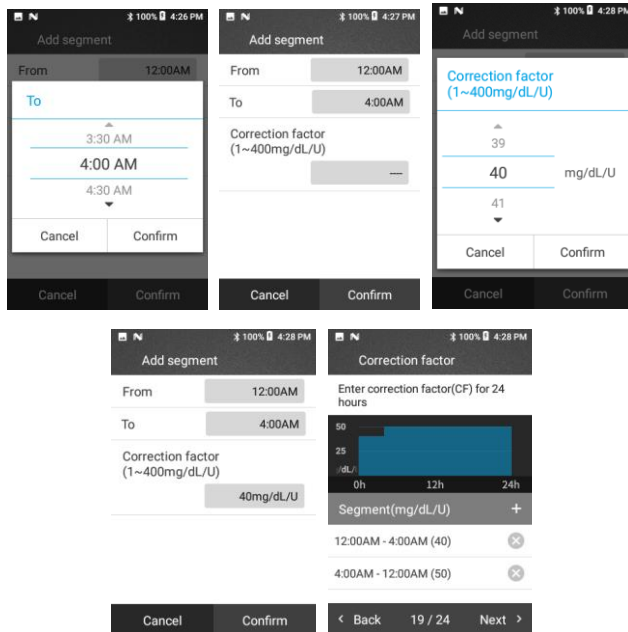 100% 4:26 PM
Add segment
From 12:00AM
To
3:30 AM
4:00 AM
4:30 AM
Cancel Confirm
Cancel Confirm
100% 4:27 PM
Add segment
From 12:00AM
To 4:00AM
Correction factor
(1~400mg/dL/U)
---
Cancel Confirm
100% 4:28 PM
Add segment
Correction factor
(1~400mg/dL/U)
39
40 mg/dL/U
41
Cancel Confirm
Cancel Confirm
100% 4:28 PM
Add segment
From 12:00AM
To 4:00AM
Correction factor
(1~400mg/dL/U)
40mg/dL/U
Cancel Confirm
100% 4:28 PM
Correction factor
Enter correction factor(CF) for 24
hours
50
25
0h 12h 24h
Segment(mg/dL/U) +
12:00AM - 4:00AM (40)
4:00AM - 12:00AM (50)
< Back 19 / 24 Next >